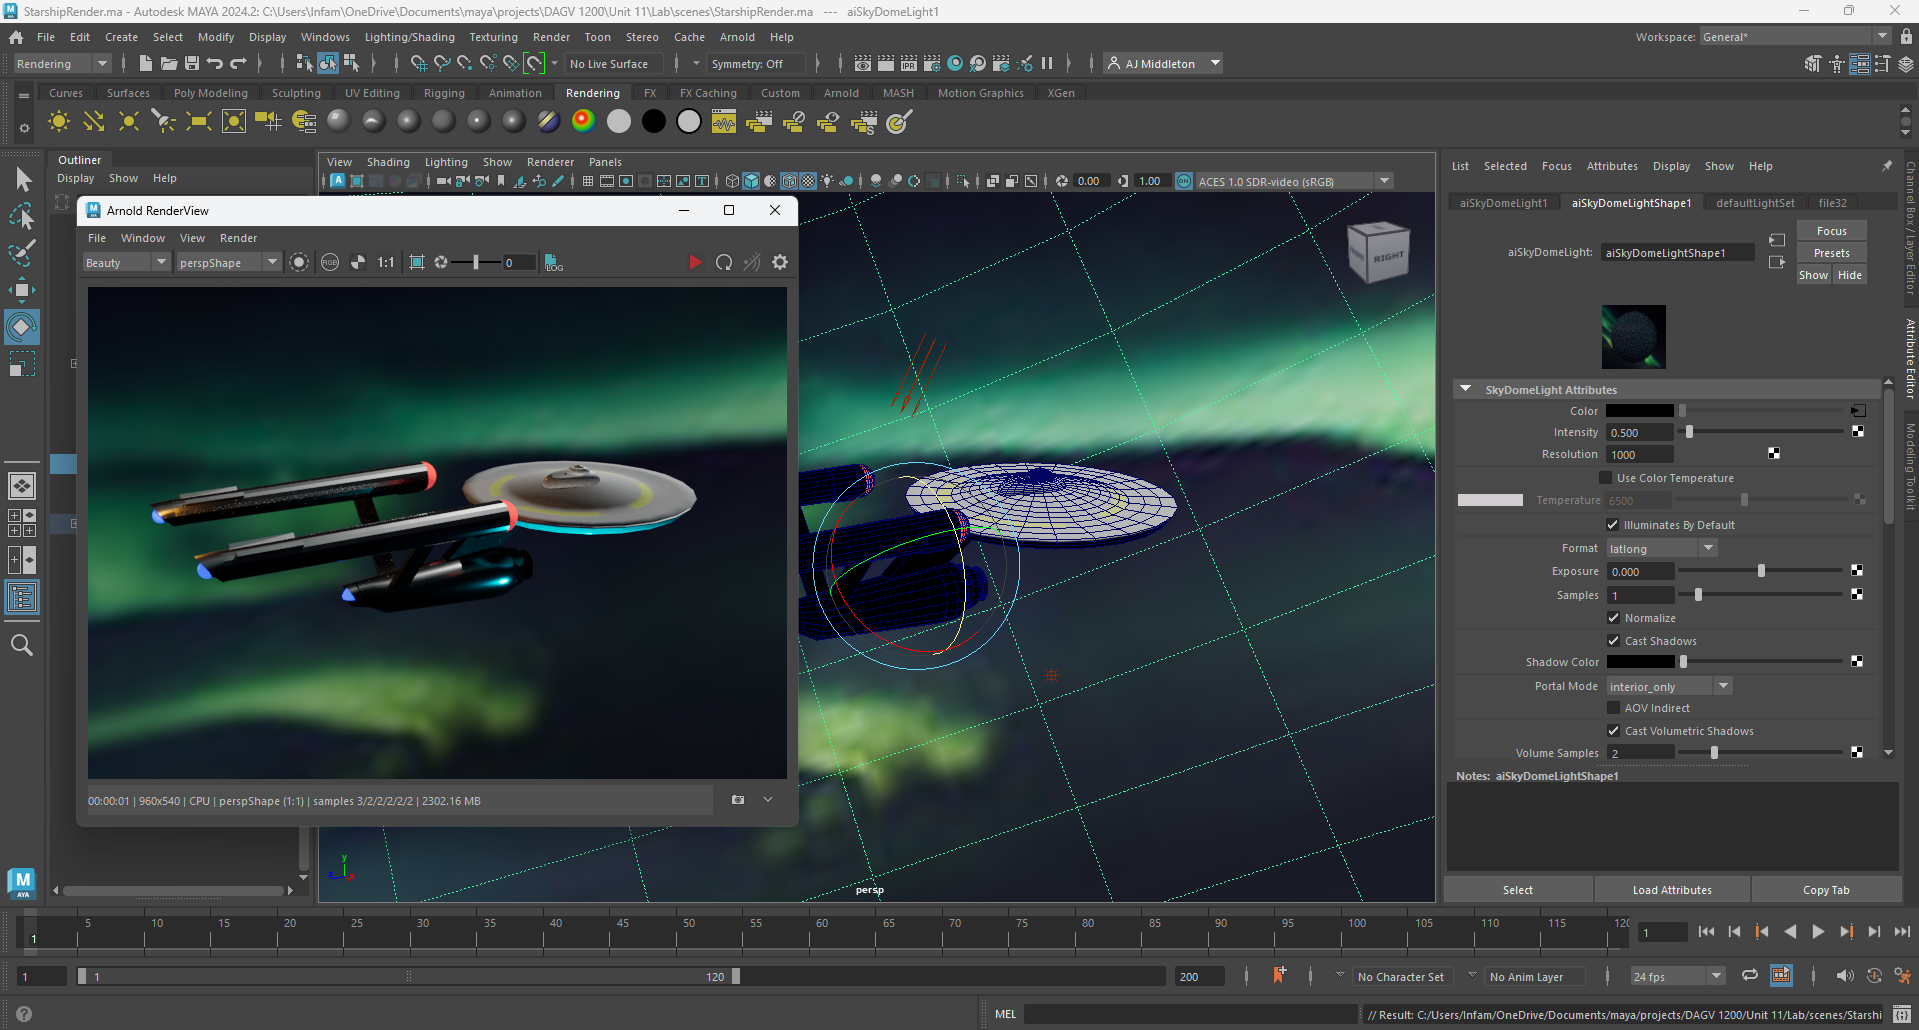 StarshipRender.ma - Autodesk MAYA 2024.2: C:\Users\Infam\OneDrive\Documents\maya\projects\DAGV 1200\Unit 11\Lab\scenes\StarshipRender.ma --- aiSkyDomeLight1
File Edit Create Select Modify Display Windows Lighting/Shading Texturing Render Toon Stereo Cache Arnold Help
Workspace: General*
Rendering
No Live Surface
Symmetry: Off
IPR
AJ Middleton
Curves Surfaces Poly Modeling Sculpting UV Editing Rigging Animation Rendering FX FX Caching Custom Arnold MASH Motion Graphics XGen
Outliner
Display Show Help
View Shading Lighting Show Renderer Panels
0.00 1.00 ON ACES 1.0 SDR-video (sRGB)
Arnold RenderView
File Window View Render
Beauty perspShape RGB 1:1 0 LOG
00:00:01 | 960x540 | CPU | perspShape (1:1) | samples 3/2/2/2/2/2 | 2302.16 MB
RIGHT
persp
y
List Selected Focus Attributes Display Show Help
aiSkyDomeLight1 aiSkyDomeLightShape1 defaultLightSet file32
aiSkyDomeLight: aiSkyDomeLightShape1
Focus
Presets
Show Hide
SkyDomeLight Attributes
Color
Intensity 0.500
Resolution 1000
Use Color Temperature
Temperature 6500
Illuminates By Default
Format latlong
Exposure 0.000
Samples 1
Normalize
Cast Shadows
Shadow Color
Portal Mode interior_only
AOV Indirect
Cast Volumetric Shadows
Volume Samples 2
Notes: aiSkyDomeLightShape1
Select Load Attributes Copy Tab
Channel Box / Layer Editor
Attribute Editor
Modeling Toolkit
M
AYA
5 10 15 20 25 30 35 40 45 50 55 60 65 70 75 80 85 90 95 100 105 110 115 120
1
1
1 1 120 200
No Character Set No Anim Layer 24 fps
MEL
// Result: C:/Users/Infam/OneDrive/Documents/maya/projects/DAGV 1200/Unit 11/Lab/scenes/Starshi